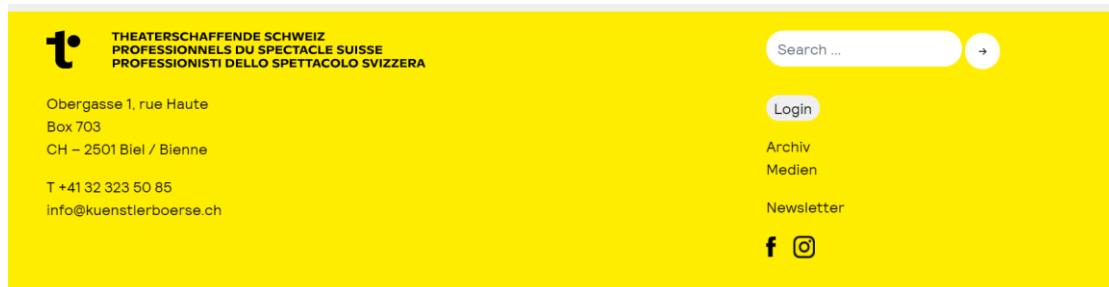 THEATERSCHAFFENDE SCHWEIZ
PROFESSIONNELS DU SPECTACLE SUISSE
PROFESSIONISTI DELLO SPETTACOLO SVIZZERA
Obergasse 1, rue Haute
Box 703
CH – 2501 Biel / Bienne
T +41 32 323 50 85
info@kuenstlerboerse.ch
Search ...
Login
Archiv
Medien
Newsletter